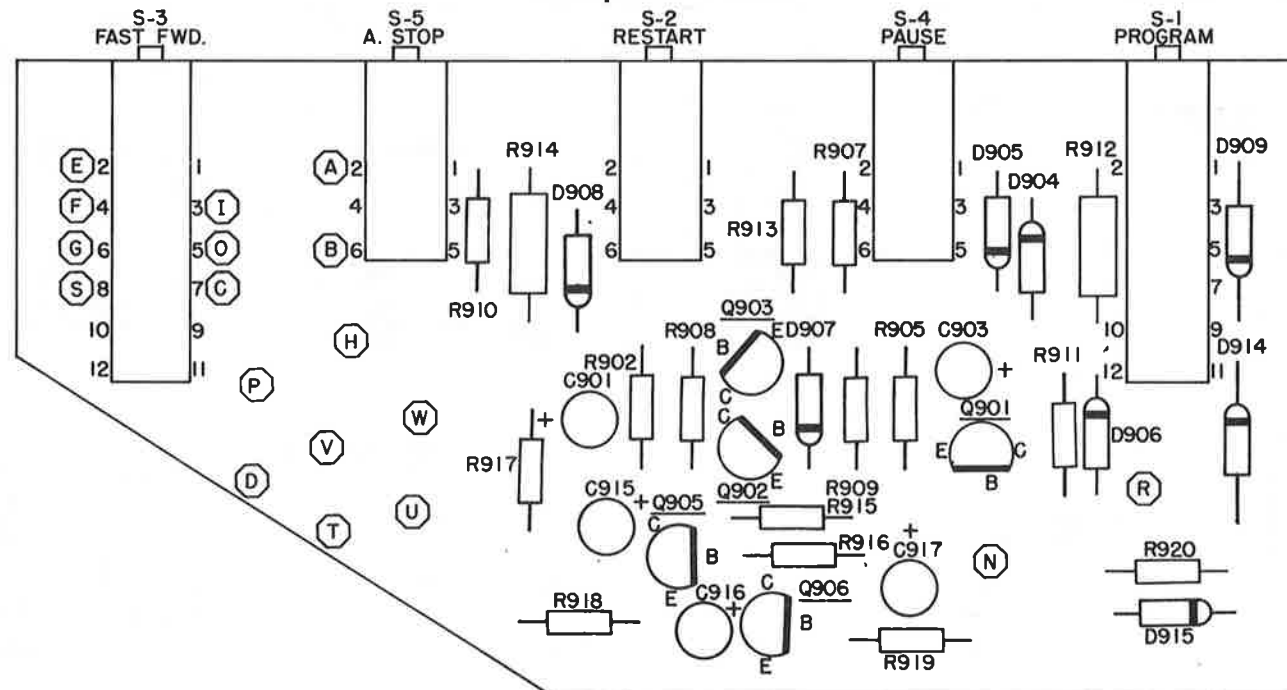 S-3 S-5 S-2 S-4 S-1
FAST FWD. A. STOP RESTART PAUSE PROGRAM
R914 R907 D905 R912 D909
E 2 1 A 2 1 D908 2 1 2 1 D904 2 1
F 4 3 I 4 3 4 3 R913 4 3 3
G 6 5 O B 6 5 6 5 6 5 5
S 8 7 C 7
R910 Q903
10 9 H R908 E D907 R905 C903 R911 10 9
R902 B D914
12 11 P C901 C + 12 11
+ C Q901
W B D906
V R917 E C
D C915 E B R
+ Q905 Q902 R909
U C R915
T B R916 + N
E C C917 R920
C916 Q906
R918 + B
E R919 D915